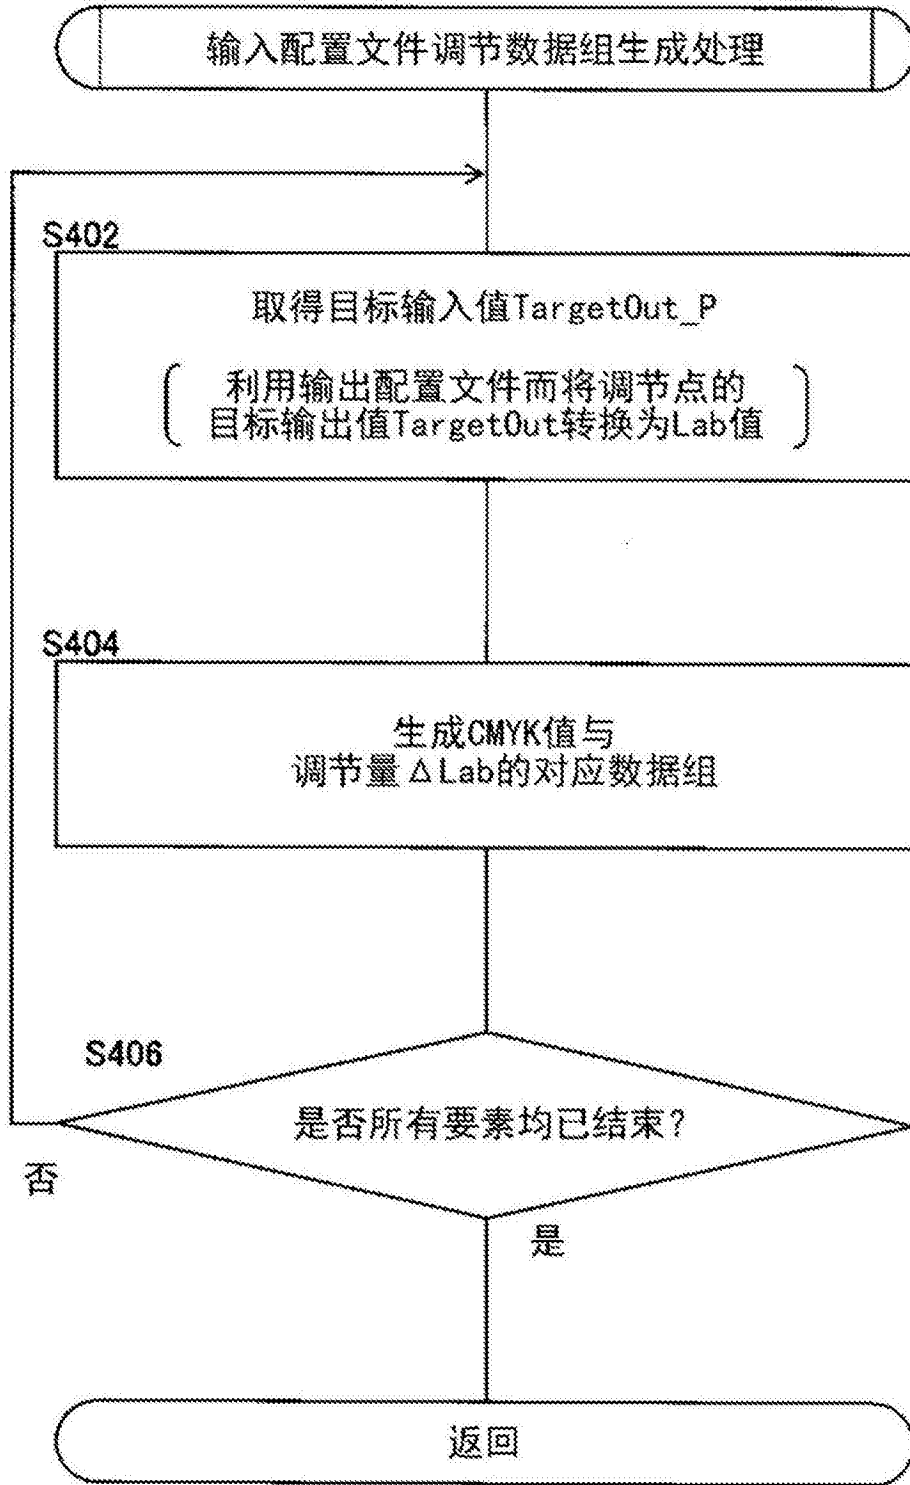 输入配置文件调节数据组生成处理
S402
取得目标输入值TargetOut_P
利用输出配置文件而将调节点的
目标输出值TargetOut转换为Lab值
S404
生成CMYK值与
调节量ΔLab的对应数据组
S406
是否所有要素均已结束?
否
是
返回